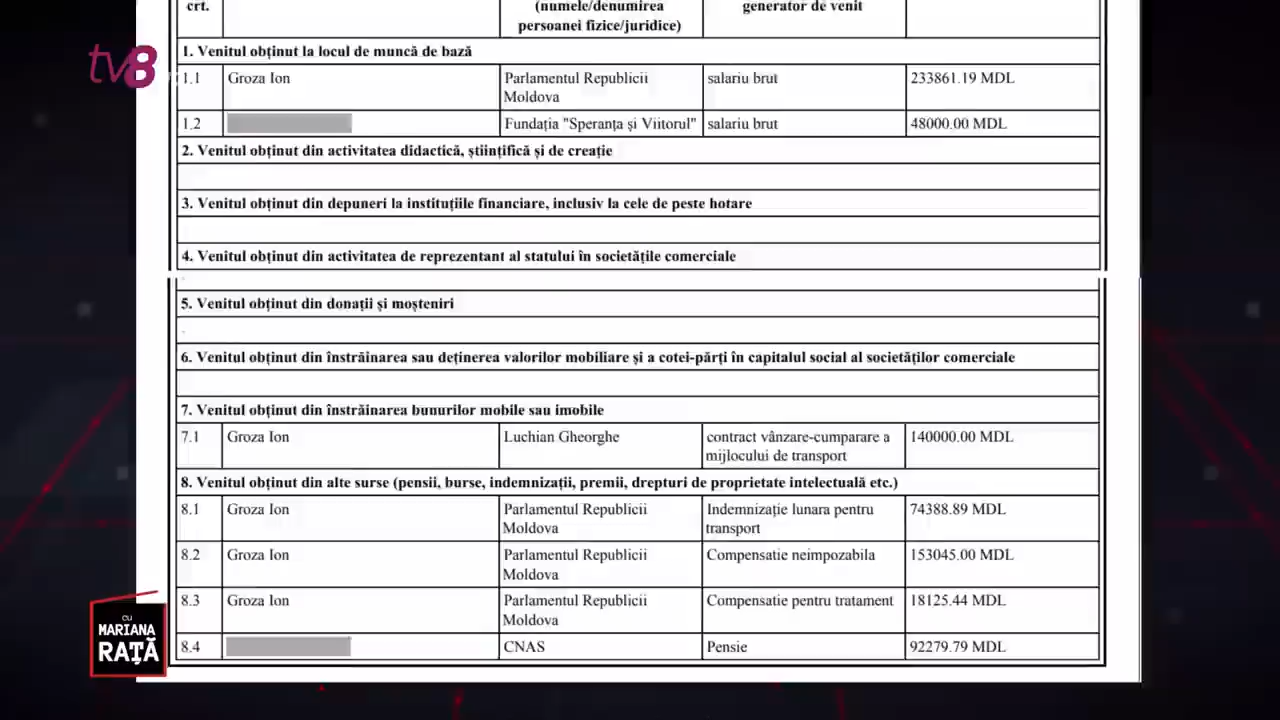 crt.
(numele/denumirea
persoanei fizice/juridice)
generator de venit
1. Venitul obținut la locul de muncă de bază
tv8
1.1 Groza Ion Parlamentul Republicii Moldova salariu brut 233861.19 MDL
1.2 Fundația "Speranța și Viitorul" salariu brut 48000.00 MDL
2. Venitul obținut din activitatea didactică, științifică și de creație
3. Venitul obținut din depuneri la instituțiile financiare, inclusiv la cele de peste hotare
4. Venitul obținut din activitatea de reprezentant al statului în societățile comerciale
5. Venitul obținut din donații și moșteniri
6. Venitul obținut din înstrăinarea sau deținerea valorilor mobiliare și a cotei-părți în capitalul social al societăților comerciale
7. Venitul obținut din înstrăinarea bunurilor mobile sau imobile
7.1 Groza Ion Luchian Gheorghe contract vânzare-cumparare a mijlocului de transport 140000.00 MDL
8. Venitul obținut din alte surse (pensii, burse, indemnizații, premii, drepturi de proprietate intelectuală etc.)
8.1 Groza Ion Parlamentul Republicii Moldova Indemnizație lunara pentru transport 74388.89 MDL
8.2 Groza Ion Parlamentul Republicii Moldova Compensatie neimpozabila 153045.00 MDL
8.3 Groza Ion Parlamentul Republicii Moldova Compensatie pentru tratament 18125.44 MDL
8.4 CNAS Pensie 92279.79 MDL
CU
MARIANA
RAȚĂ